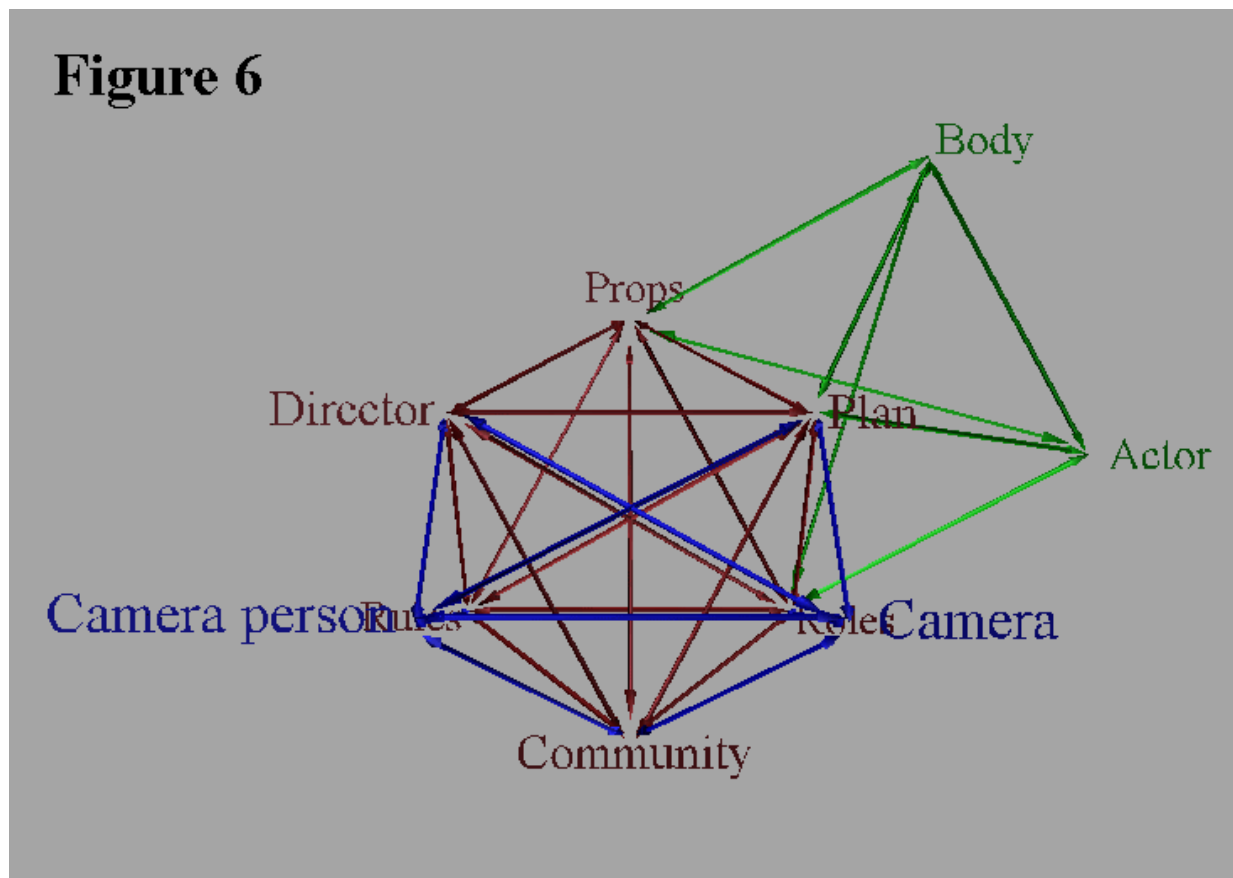 Figure 6
Body
Props
Director
Plan
Actor
Camera person
Rules
Roles
Camera
Community